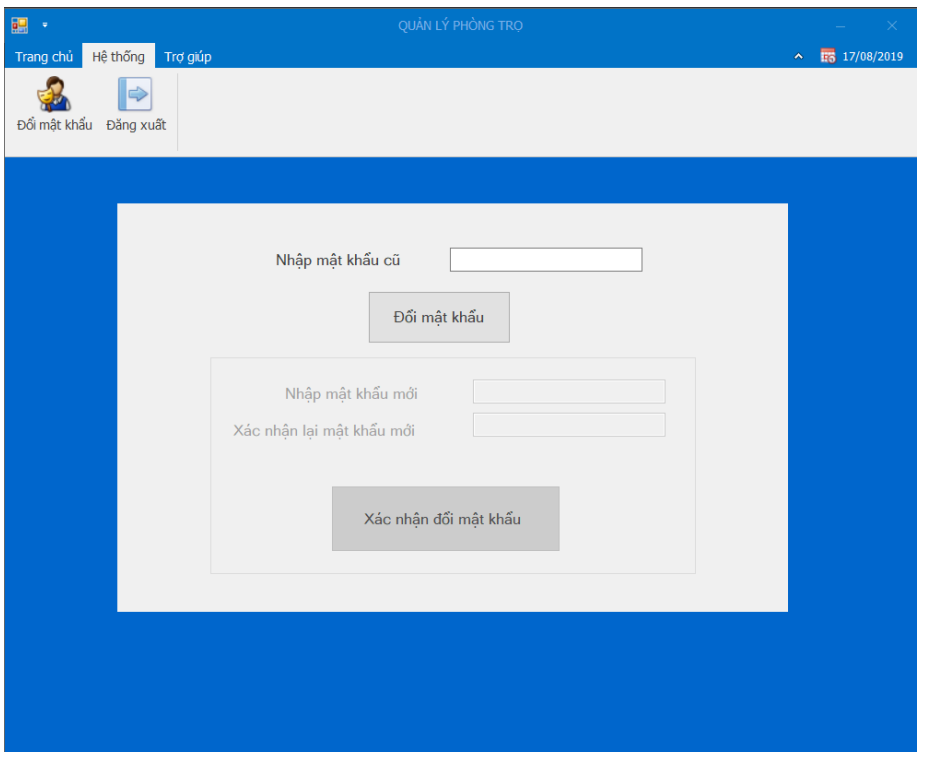 QUẢN LÝ PHÒNG TRỌ
Trang chủ Hệ thống Trợ giúp 17/08/2019
Đổi mật khẩu Đăng xuất
Nhập mật khẩu cũ
Đổi mật khẩu
Nhập mật khẩu mới
Xác nhận lại mật khẩu mới
Xác nhận đổi mật khẩu